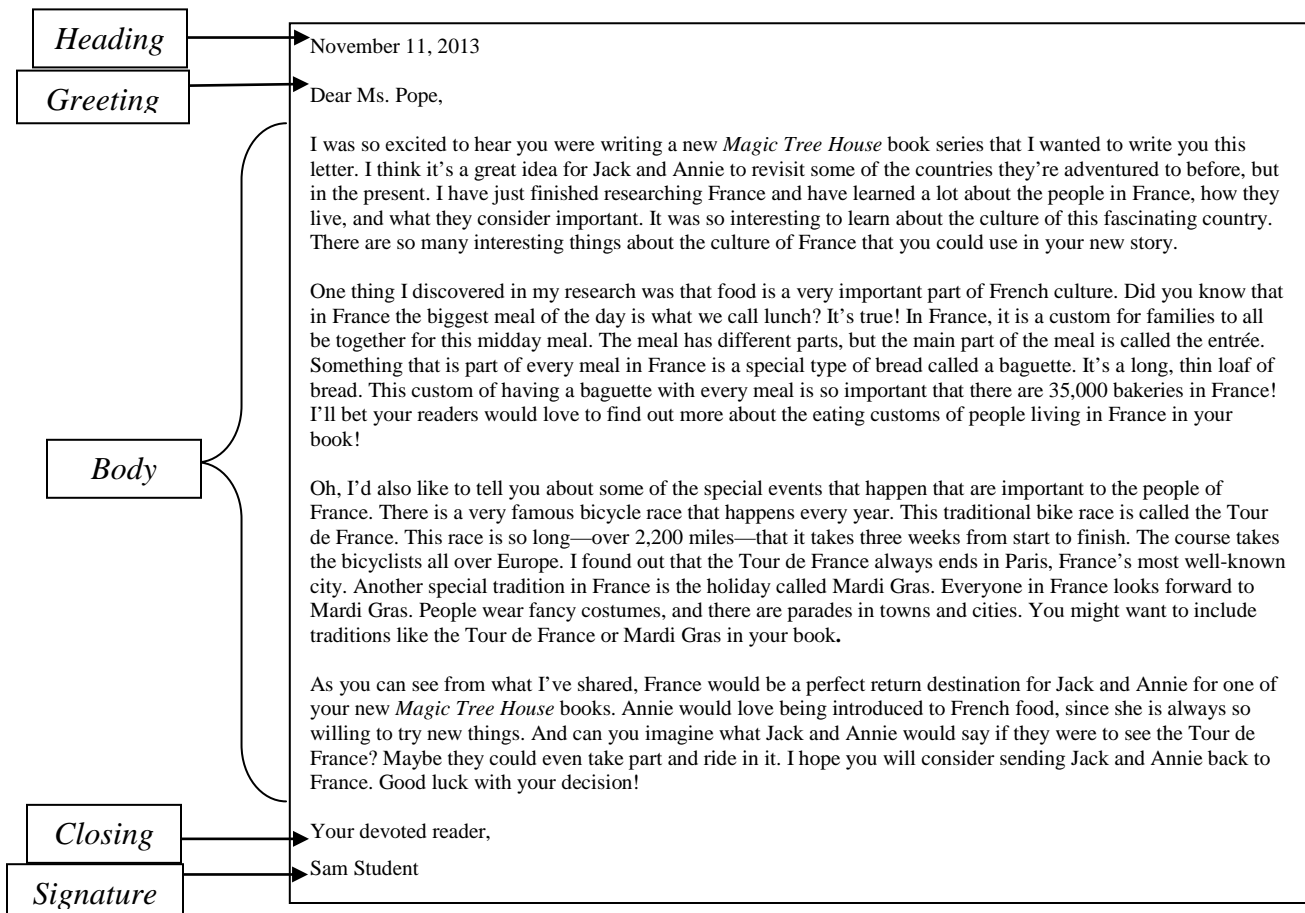 Heading
November 11, 2013
Greeting
Dear Ms. Pope,
I was so excited to hear you were writing a new Magic Tree House book series that I wanted to write you this
letter. I think it’s a great idea for Jack and Annie to revisit some of the countries they’re adventured to before, but
in the present. I have just finished researching France and have learned a lot about the people in France, how they
live, and what they consider important. It was so interesting to learn about the culture of this fascinating country.
There are so many interesting things about the culture of France that you could use in your new story.
One thing I discovered in my research was that food is a very important part of French culture. Did you know that
in France the biggest meal of the day is what we call lunch? It’s true! In France, it is a custom for families to all
be together for this midday meal. The meal has different parts, but the main part of the meal is called the entrée.
Something that is part of every meal in France is a special type of bread called a baguette. It’s a long, thin loaf of
bread. This custom of having a baguette with every meal is so important that there are 35,000 bakeries in France!
I’ll bet your readers would love to find out more about the eating customs of people living in France in your
book!
Body
Oh, I’d also like to tell you about some of the special events that happen that are important to the people of
France. There is a very famous bicycle race that happens every year. This traditional bike race is called the Tour
de France. This race is so long—over 2,200 miles—that it takes three weeks from start to finish. The course takes
the bicyclists all over Europe. I found out that the Tour de France always ends in Paris, France’s most well-known
city. Another special tradition in France is the holiday called Mardi Gras. Everyone in France looks forward to
Mardi Gras. People wear fancy costumes, and there are parades in towns and cities. You might want to include
traditions like the Tour de France or Mardi Gras in your book.
As you can see from what I’ve shared, France would be a perfect return destination for Jack and Annie for one of
your new Magic Tree House books. Annie would love being introduced to French food, since she is always so
willing to try new things. And can you imagine what Jack and Annie would say if they were to see the Tour de
France? Maybe they could even take part and ride in it. I hope you will consider sending Jack and Annie back to
France. Good luck with your decision!
Closing
Your devoted reader,
Signature
Sam Student